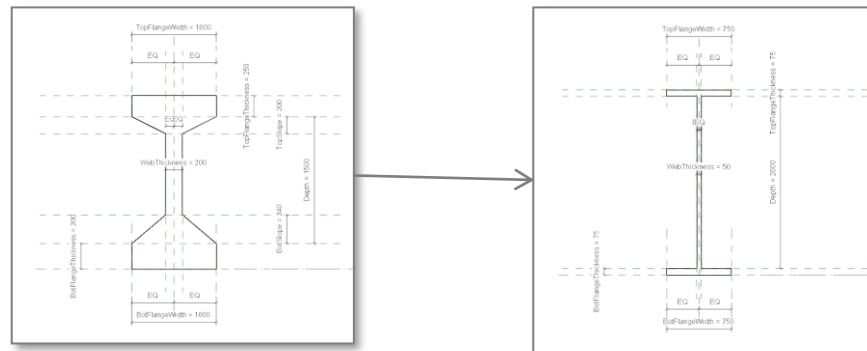 TopFlangeWidth = 1000
EQ EQ
TopFlangeThickness = 250
EQ EQ
TopSlope = 200
WebThickness = 200
Depth = 1500
BotSlope = 340
BotFlangeThickness = 300
EQ EQ
BotFlangeWidth = 1000
TopFlangeWidth = 750
EQ EQ
TopFlangeThickness = 75
WebThickness = 50
Depth = 2000
BotFlangeThickness = 75
EQ EQ
BotFlangeWidth = 750